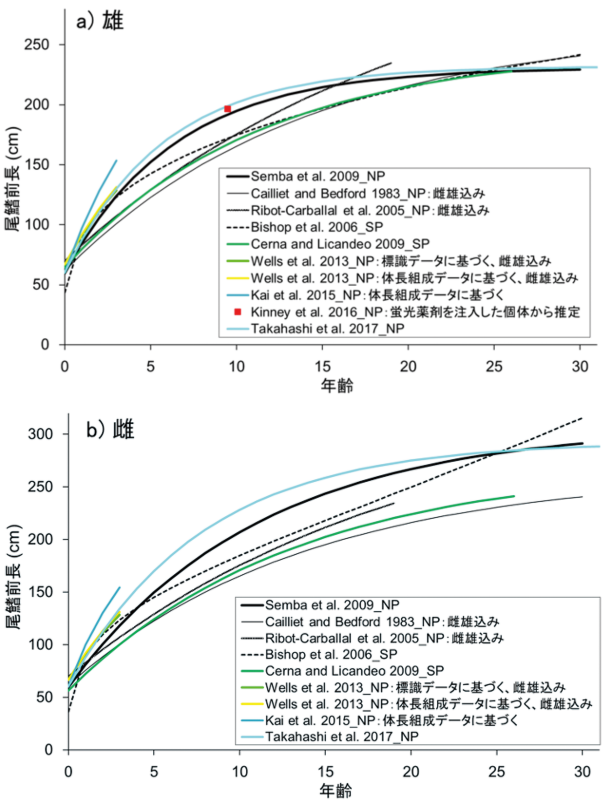 a) 雄
250
200
150
100
50
0
尾鰭前長 (cm)
Semba et al. 2009_NP
Cailliet and Bedford 1983_NP：雌雄込み
Ribot-Carballal et al. 2005_NP：雌雄込み
Bishop et al. 2006_SP
Cerna and Licandeo 2009_SP
Wells et al. 2013_NP：標識データに基づく、雌雄込み
Wells et al. 2013_NP：体長組成データに基づく、雌雄込み
Kai et al. 2015_NP：体長組成データに基づく
Kinney et al. 2016_NP：蛍光薬剤を注入した個体から推定
Takahashi et al. 2017_NP
0 5 10 15 20 25 30
年齢
b) 雌
300
250
200
150
100
50
0
尾鰭前長 (cm)
Semba et al. 2009_NP
Cailliet and Bedford 1983_NP：雌雄込み
Ribot-Carballal et al. 2005_NP：雌雄込み
Bishop et al. 2006_SP
Cerna and Licandeo 2009_SP
Wells et al. 2013_NP：標識データに基づく、雌雄込み
Wells et al. 2013_NP：体長組成データに基づく、雌雄込み
Kai et al. 2015_NP：体長組成データに基づく
Takahashi et al. 2017_NP
0 5 10 15 20 25 30
年齢